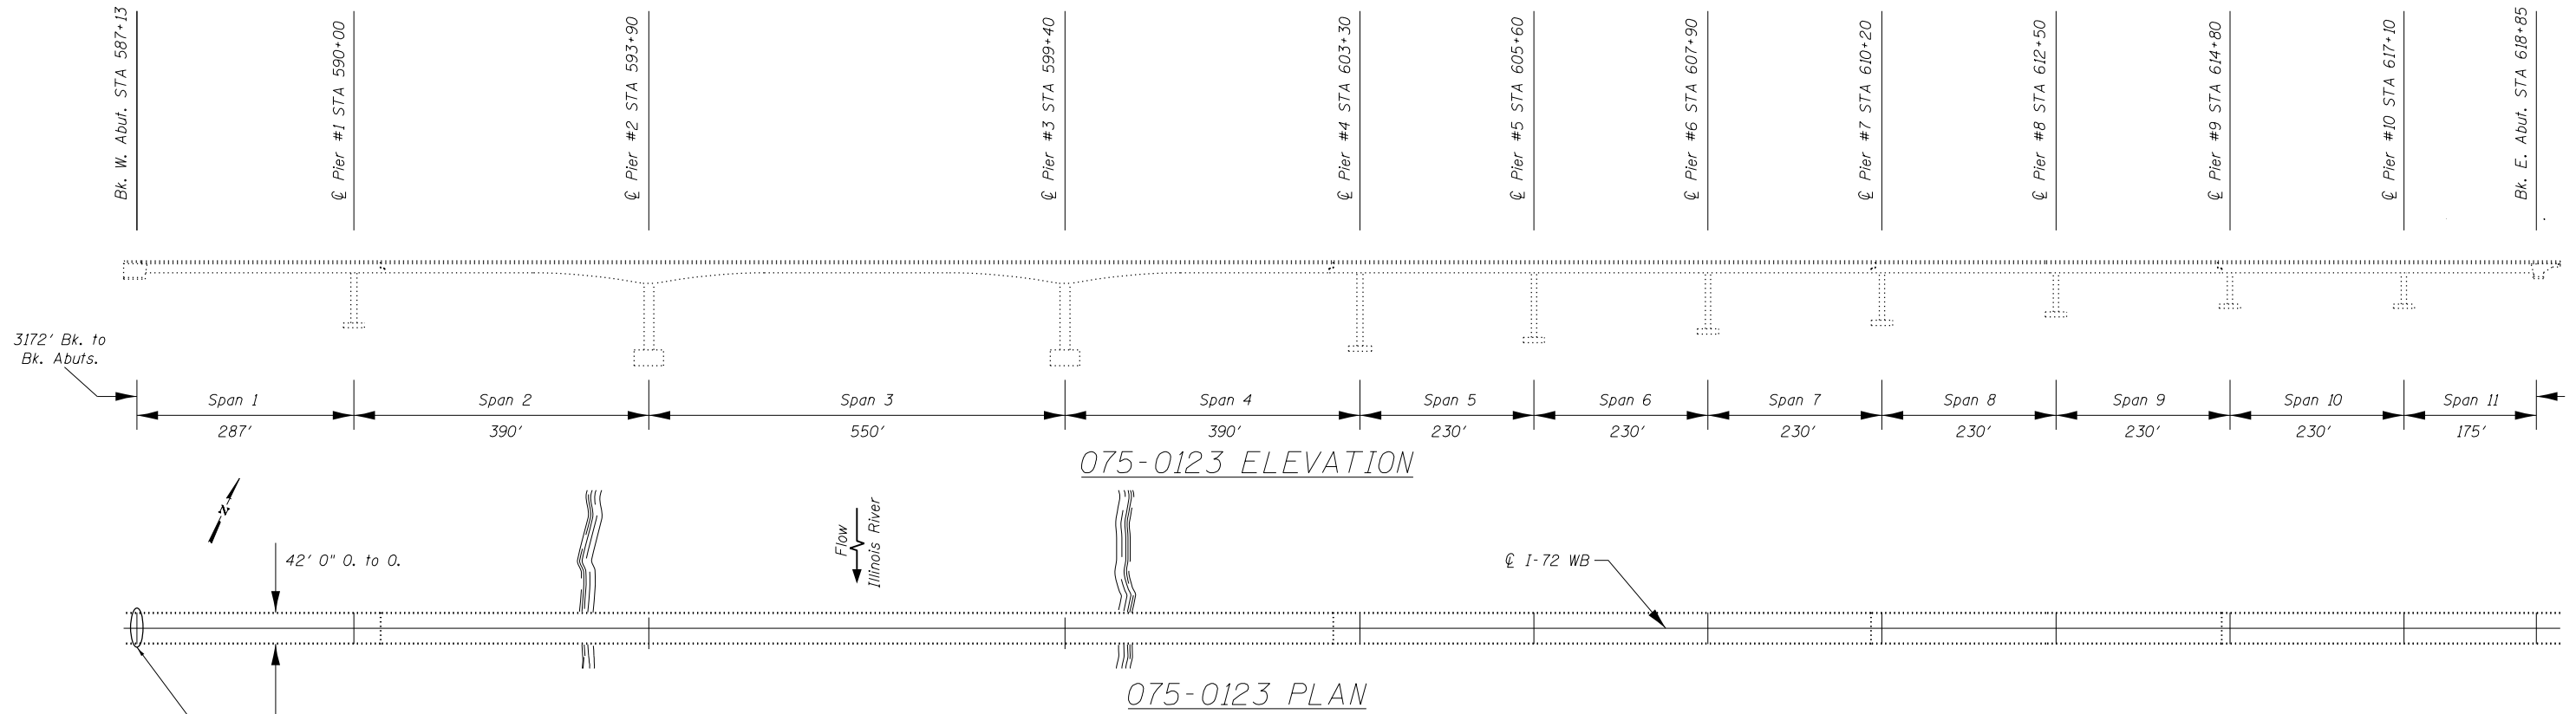 Bk. W. Abut. STA 587+13
℄ Pier #1 STA 590+00
℄ Pier #2 STA 593+90
℄ Pier #3 STA 599+40
℄ Pier #4 STA 603+30
℄ Pier #5 STA 605+60
℄ Pier #6 STA 607+90
℄ Pier #7 STA 610+20
℄ Pier #8 STA 612+50
℄ Pier #9 STA 614+80
℄ Pier #10 STA 617+10
Bk. E. Abut. STA 618+85
3172' Bk. to
Bk. Abuts.
Span 1
Span 2
Span 3
Span 4
Span 5
Span 6
Span 7
Span 8
Span 9
Span 10
Span 11
287'
390'
550'
390'
230'
230'
230'
230'
230'
230'
175'
075-0123 ELEVATION
N
42' 0" O. to O.
Flow
Illinois River
℄ I-72 WB
075-0123 PLAN